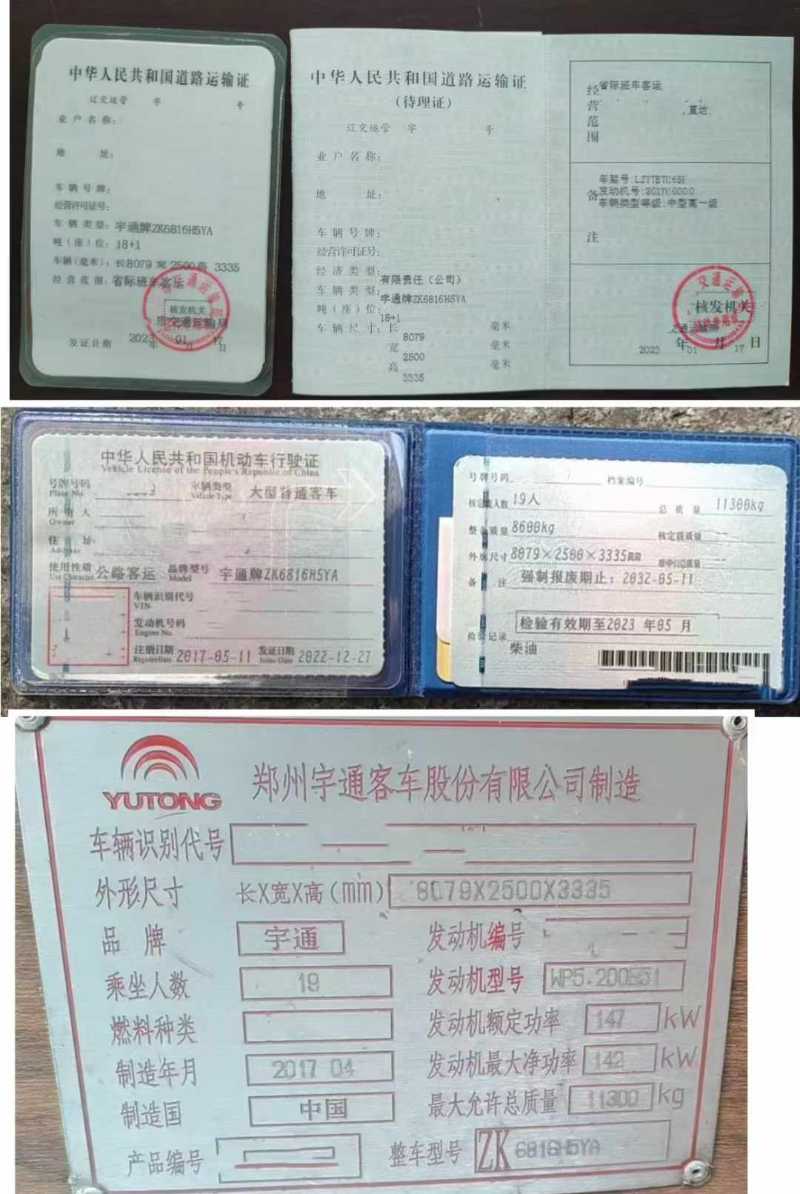 中华人民共和国道路运输证
辽交运管 字 号
业户名称:
地 址:
车辆号牌:
经营许可证号:
车辆类型: 宇通牌ZK6816H5YA
吨(座)位: 18+1
车辆(毫米): 长8079 宽2500高 3335
经营范围: 省际班车客运
核发机关
市交通运输局
发证日期 2023 年 01 月 17日
中华人民共和国道路运输证
(待理证)
辽交运管 字 号
业户名称:
地 址:
车辆号牌:
经营许可证号:
经济类型: 有限责任(公司)
车辆类型: 宇通牌ZK6816H5YA
吨(座)位: 18+1
车辆尺寸: 长 8079 毫米
宽 2500 毫米
高 3335 毫米
经营范围
省际班车客运
,直达
备注
发动机号:
车辆类型等级:中型高一级
核发机关
交通运输局
2023 年 01 月 17 日
中华人民共和国机动车行驶证
Vehicle License of the People's Republic of China
号牌号码 Plate No. 车辆类型 Vehicle Type 大型普通客车
所有人 Owner
住 址 Address
使用性质 Use Character 公路客运 品牌型号 Model 宇通牌ZK6816H5YA
车辆识别代号 VIN
发动机号码 Engine No.
注册日期 Register Date 2017-05-11 发证日期 Issue Date 2022-12-27
号牌号码 档案编号
核定载人数 19人 总质量 11300kg
整备质量 8600kg 核定载质量
外廓尺寸 8079×2500×3335mm
备 注 强制报废期止: 2032-05-11
检验有效期至2023 年05 月
检验记录
柴油
YUTONG
郑州宇通客车股份有限公司制造
车辆识别代号
外形尺寸 长X宽X高(mm) 8079X2500X3335
品 牌 宇通 发动机编号
乘坐人数 19 发动机型号
燃料种类 发动机额定功率 147 kW
制造年月 2017 04 发动机最大净功率 142 kW
制造国 中国 最大允许总质量 11300 kg
产品编号 整车型号 ZK 6816H5YA